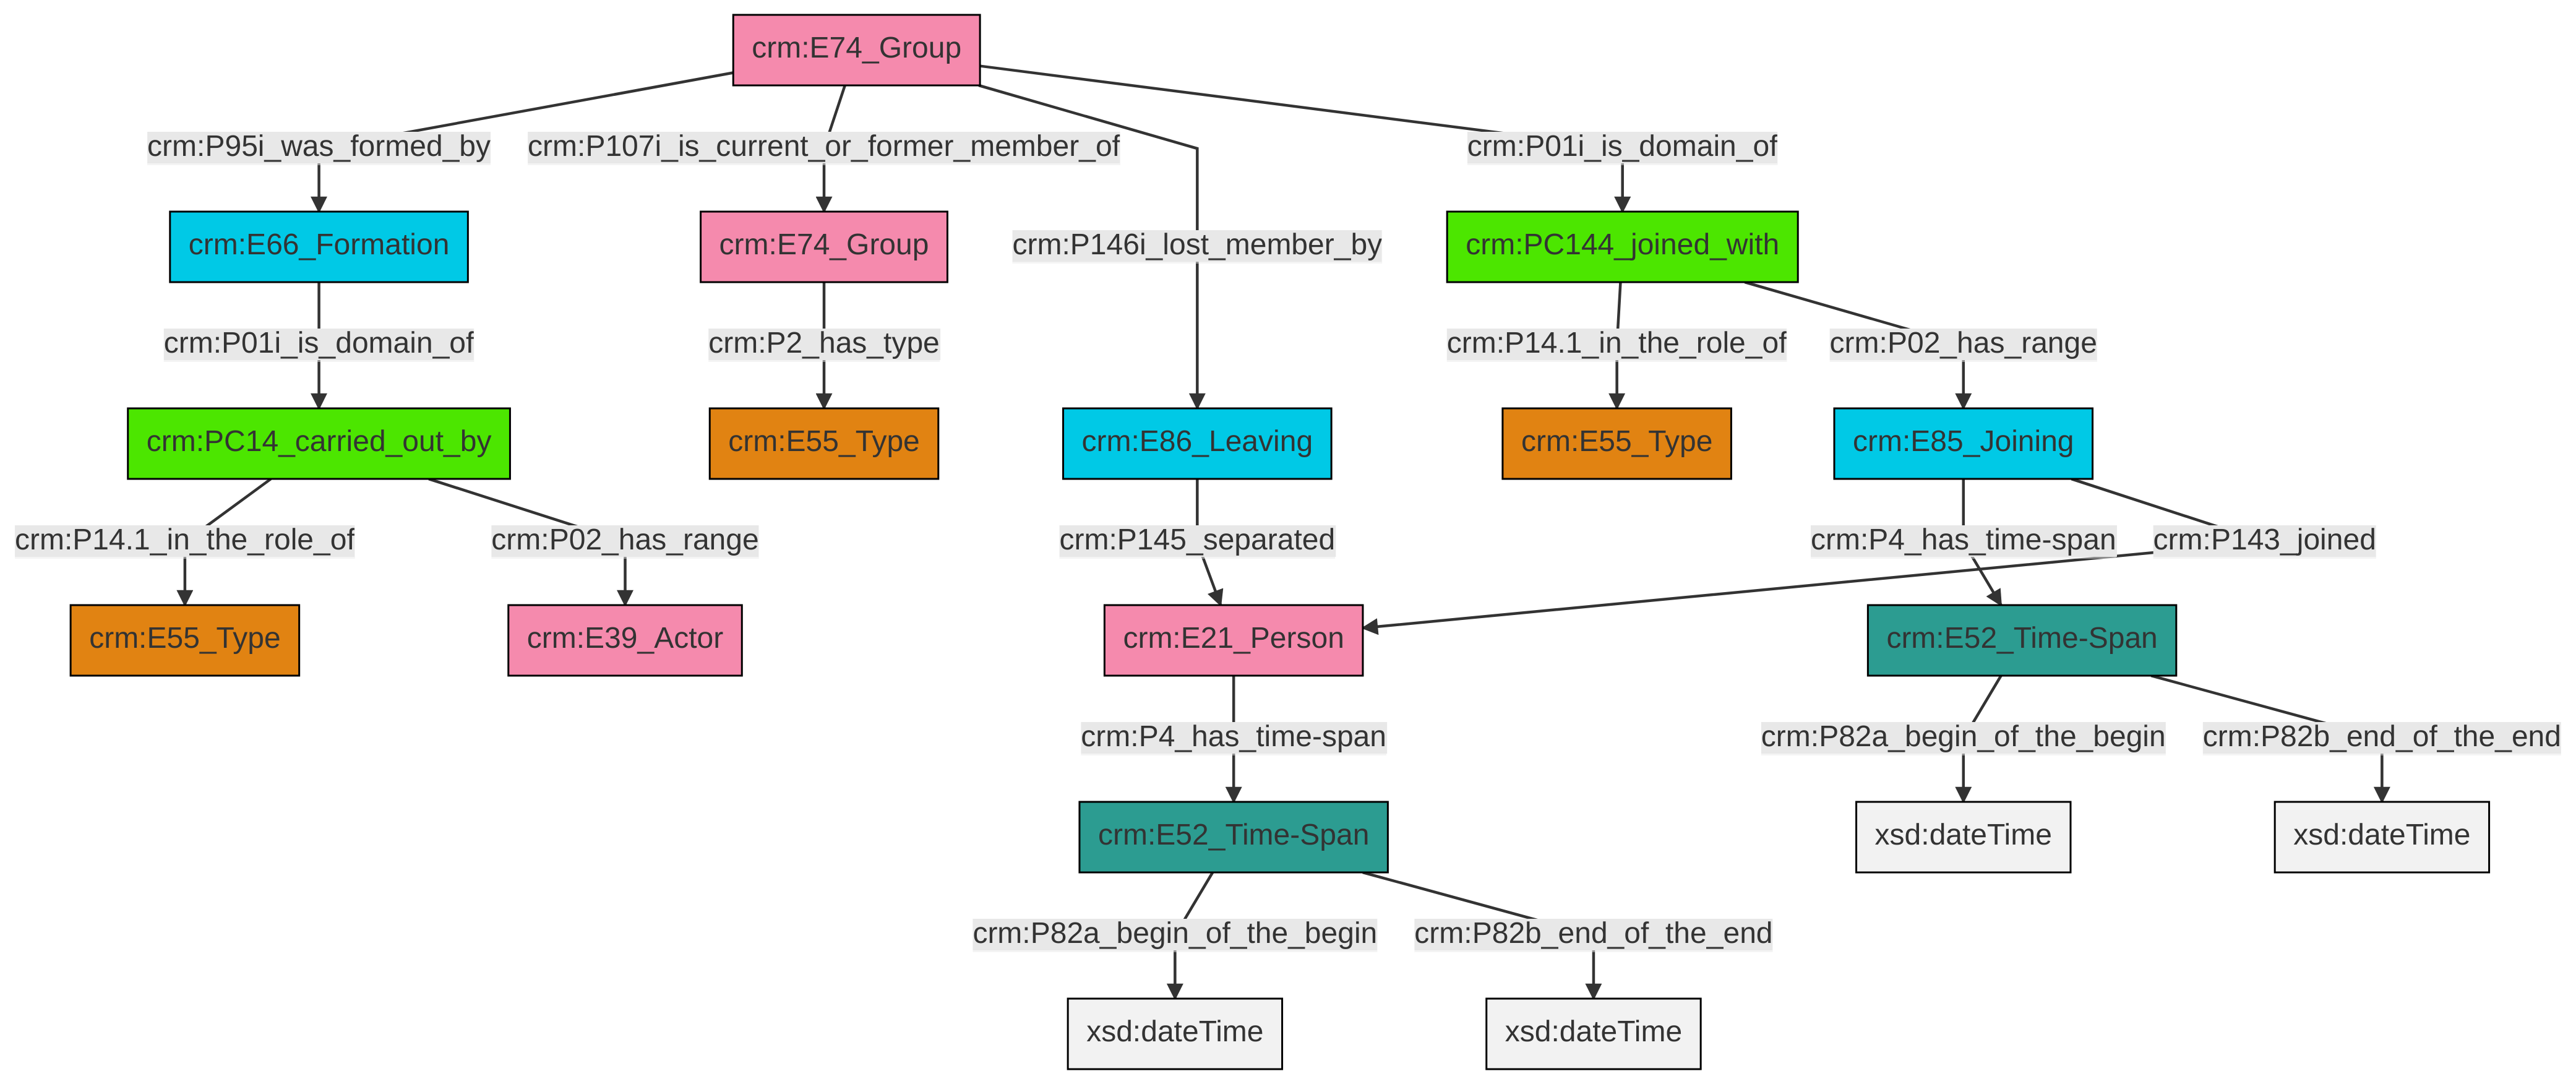 crm:E74_Group
crm:P95i_was_formed_by
crm:P107i_is_current_or_former_member_of
crm:P01i_is_domain_of
crm:E66_Formation
crm:E74_Group
crm:P146i_lost_member_by
crm:PC144_joined_with
crm:P01i_is_domain_of
crm:P2_has_type
crm:P14.1_in_the_role_of
crm:P02_has_range
crm:PC14_carried_out_by
crm:E55_Type
crm:E86_Leaving
crm:E55_Type
crm:E85_Joining
crm:P14.1_in_the_role_of
crm:P02_has_range
crm:P145_separated
crm:P4_has_time-span
crm:P143_joined
crm:E55_Type
crm:E39_Actor
crm:E21_Person
crm:E52_Time-Span
crm:P4_has_time-span
crm:P82a_begin_of_the_begin
crm:P82b_end_of_the_end
crm:E52_Time-Span
xsd:dateTime
xsd:dateTime
crm:P82a_begin_of_the_begin
crm:P82b_end_of_the_end
xsd:dateTime
xsd:dateTime